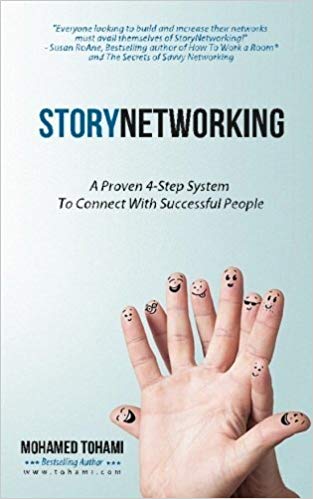 "Everyone looking to build and increase their networks
must avail themselves of StoryNetworking!"
- Susan RoAne, Bestselling author of How To Work a Room®
and The Secrets of Savvy Networking
STORYNETWORKING
A Proven 4-Step System
To Connect With Successful People
MOHAMED TOHAMI
*** Bestselling Author ***
www.tohami.com